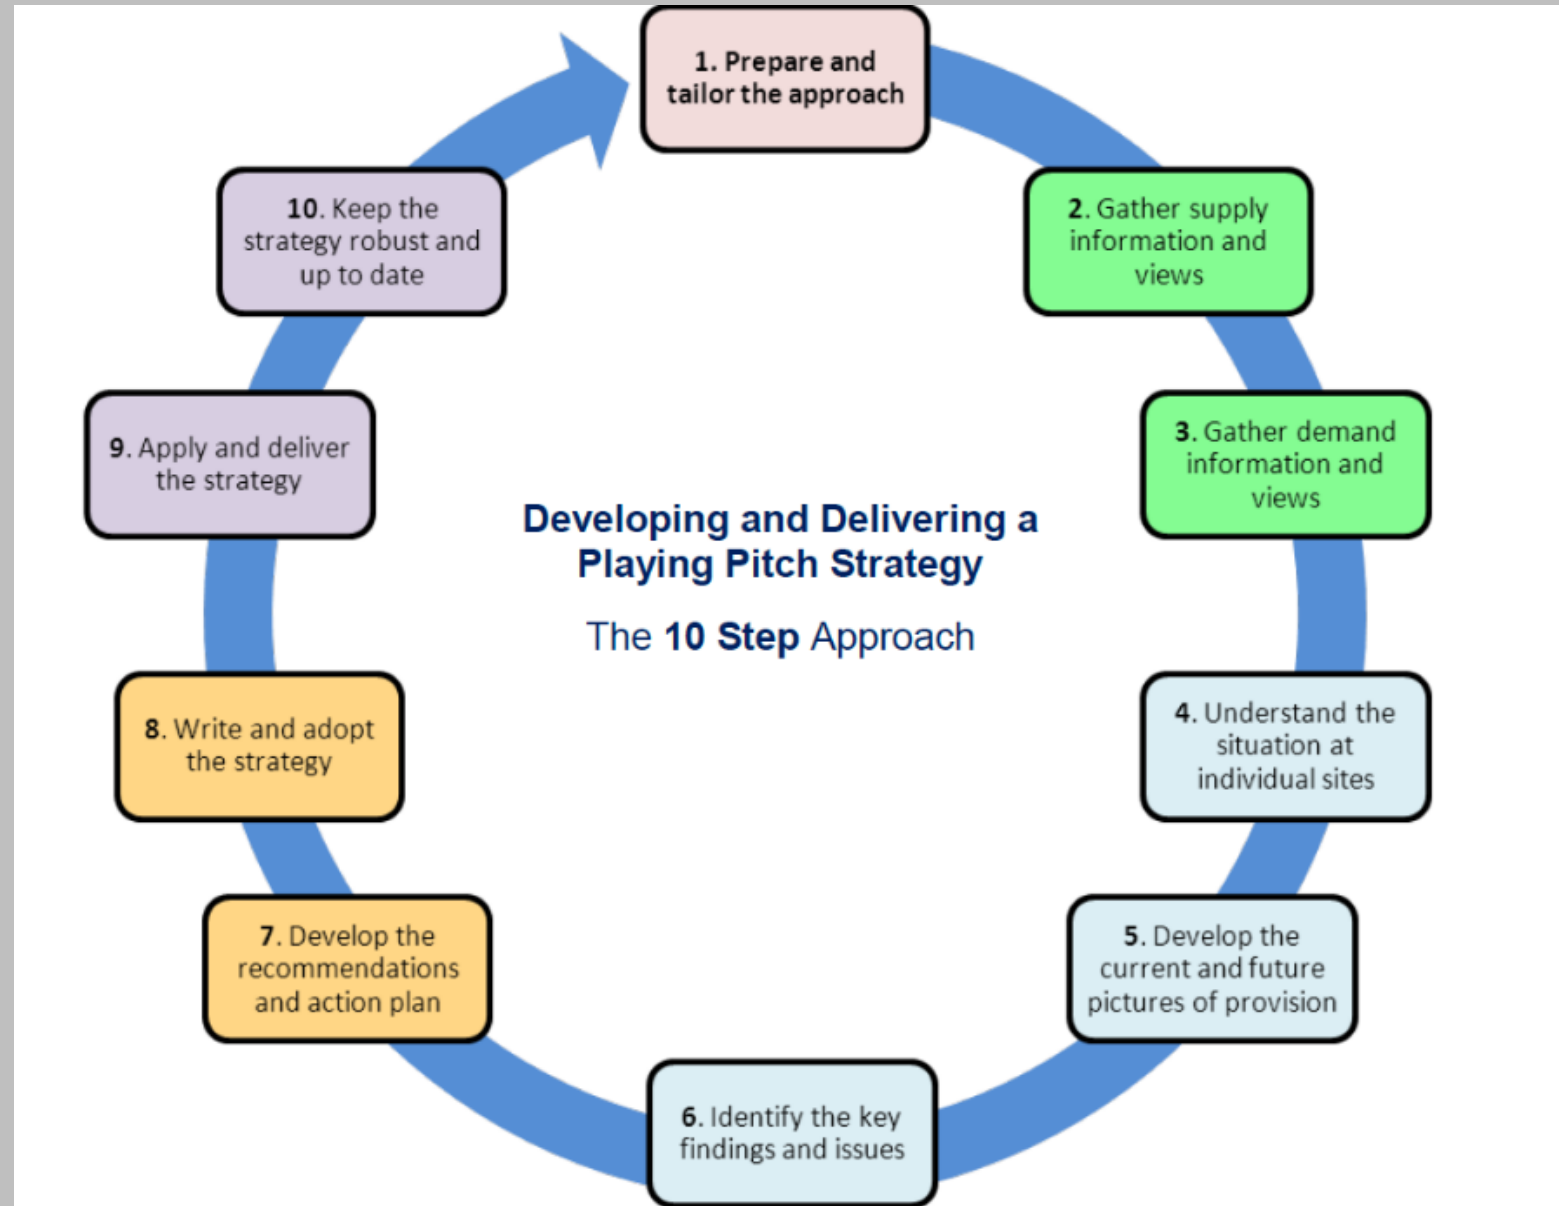 1. Prepare and
tailor the approach
2. Gather supply
information and
views
3. Gather demand
information and
views
4. Understand the
situation at
individual sites
5. Develop the
current and future
pictures of provision
6. Identify the key
findings and issues
7. Develop the
recommendations
and action plan
8. Write and adopt
the strategy
9. Apply and deliver
the strategy
10. Keep the
strategy robust and
up to date
Developing and Delivering a
Playing Pitch Strategy
The 10 Step Approach